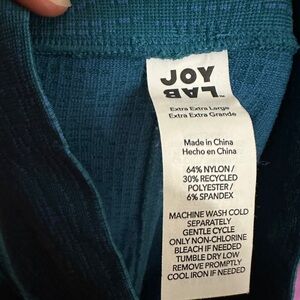 JOY
LAB™
Extra Extra Large
Extra Extra Grande
Made in China
Hecho en China
64% NYLON /
30% RECYCLED
POLYESTER /
6% SPANDEX
MACHINE WASH COLD
SEPARATELY
GENTLE CYCLE
ONLY NON-CHLORINE
BLEACH IF NEEDED
TUMBLE DRY LOW
REMOVE PROMPTLY
COOL IRON IF NEEDED